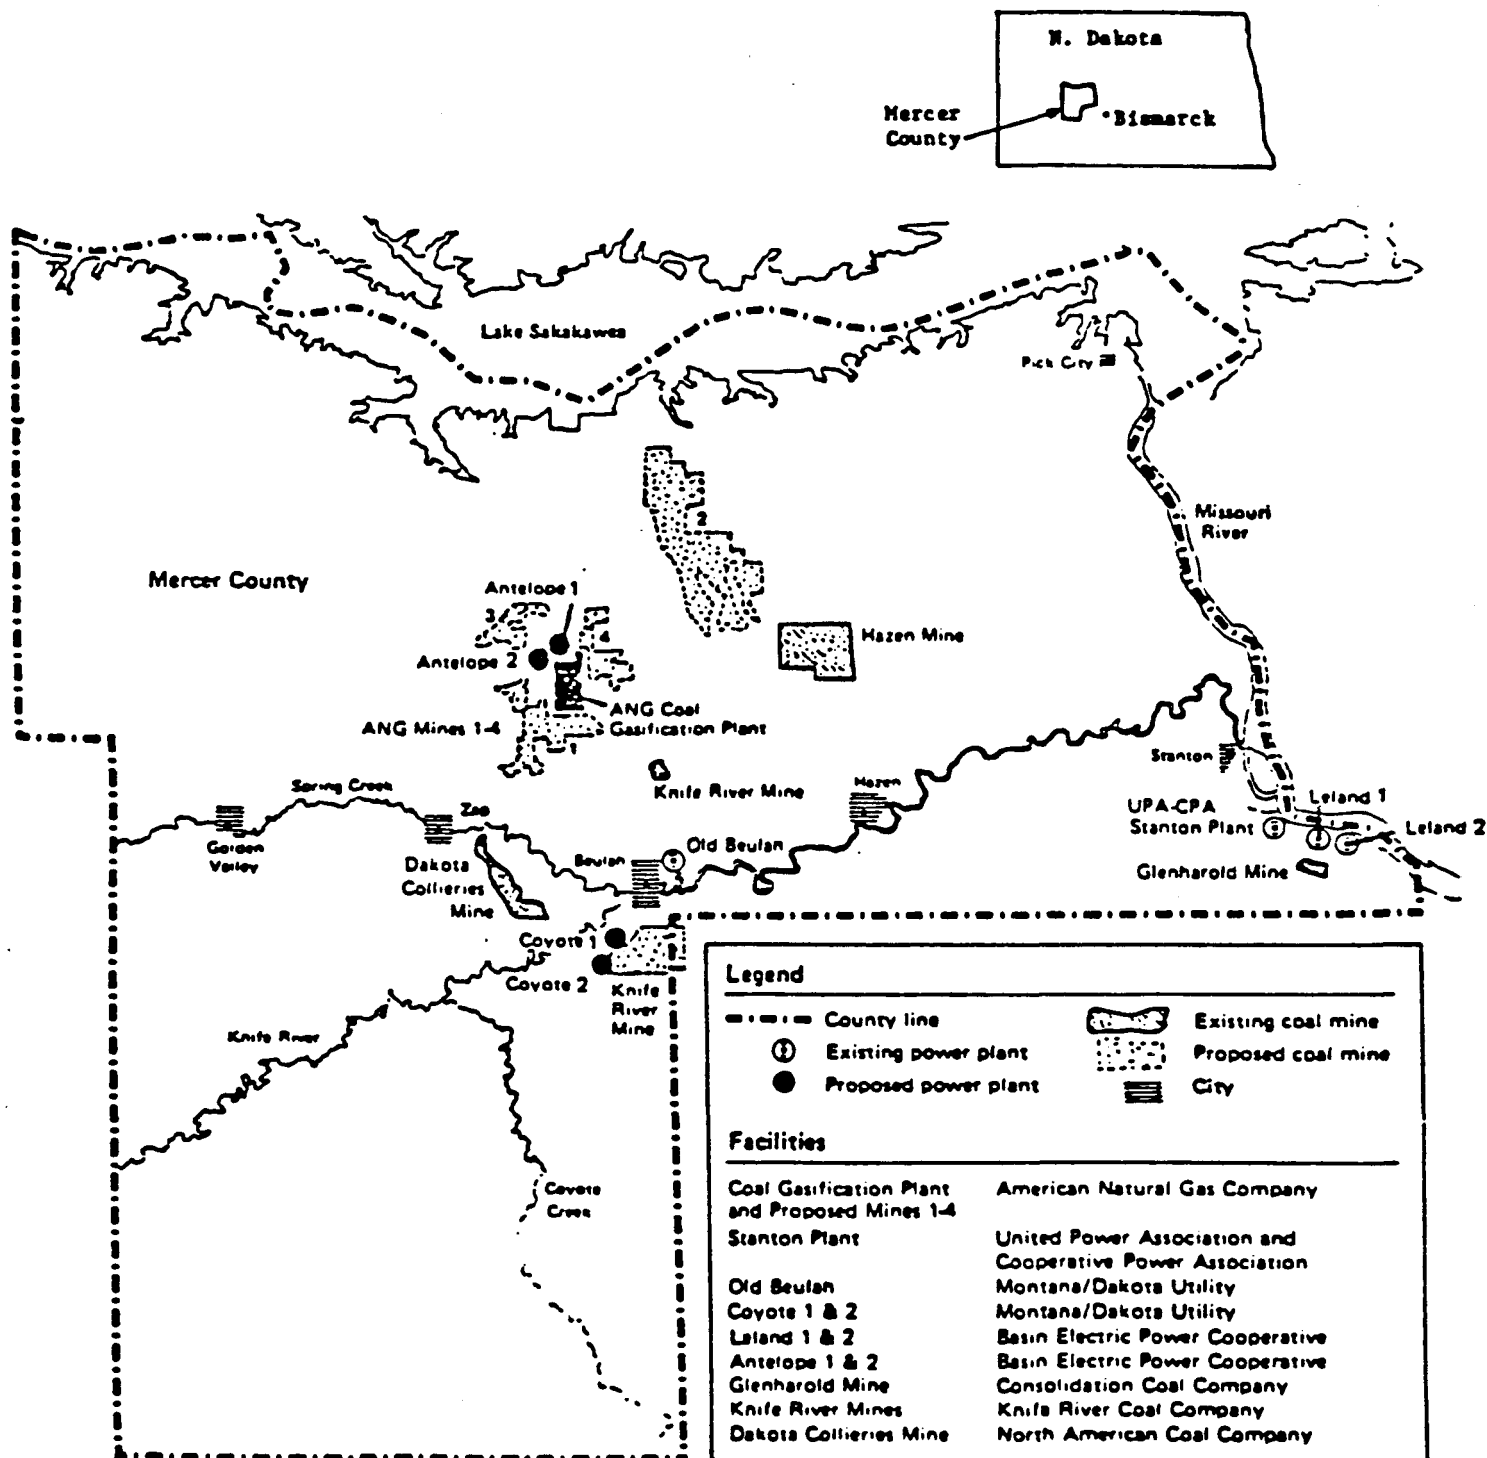 N. Dakota
Mercer
County
Bismarck
Lake Sakakawea
Pick City
Missouri
River
Mercer County
Antelope 1
2
3
4
Hazen Mine
Antelope 2
ANG Coal
Gasification Plant
ANG Mines 1-4
1
Stanton
Knife River Mine
Hazen
Spring Creek
Zap
UPA-CPA
Stanton Plant
Leland 1
Leland 2
Golden
Valley
Dakota
Collieries
Mine
Beulah
Old Beulah
Glenharold Mine
Coyote 1
Coyote 2
Knife
River
Mine
Knife River
Coyote
Creek
Legend
County line
Existing coal mine
Existing power plant
Proposed coal mine
Proposed power plant
City
Facilities
Coal Gasification Plant American Natural Gas Company
and Proposed Mines 1-4
Stanton Plant United Power Association and
Cooperative Power Association
Old Beulah Montana/Dakota Utility
Coyote 1 & 2 Montana/Dakota Utility
Leland 1 & 2 Basin Electric Power Cooperative
Antelope 1 & 2 Basin Electric Power Cooperative
Glenharold Mine Consolidation Coal Company
Knife River Mines Knife River Coal Company
Dakota Collieries Mine North American Coal Company